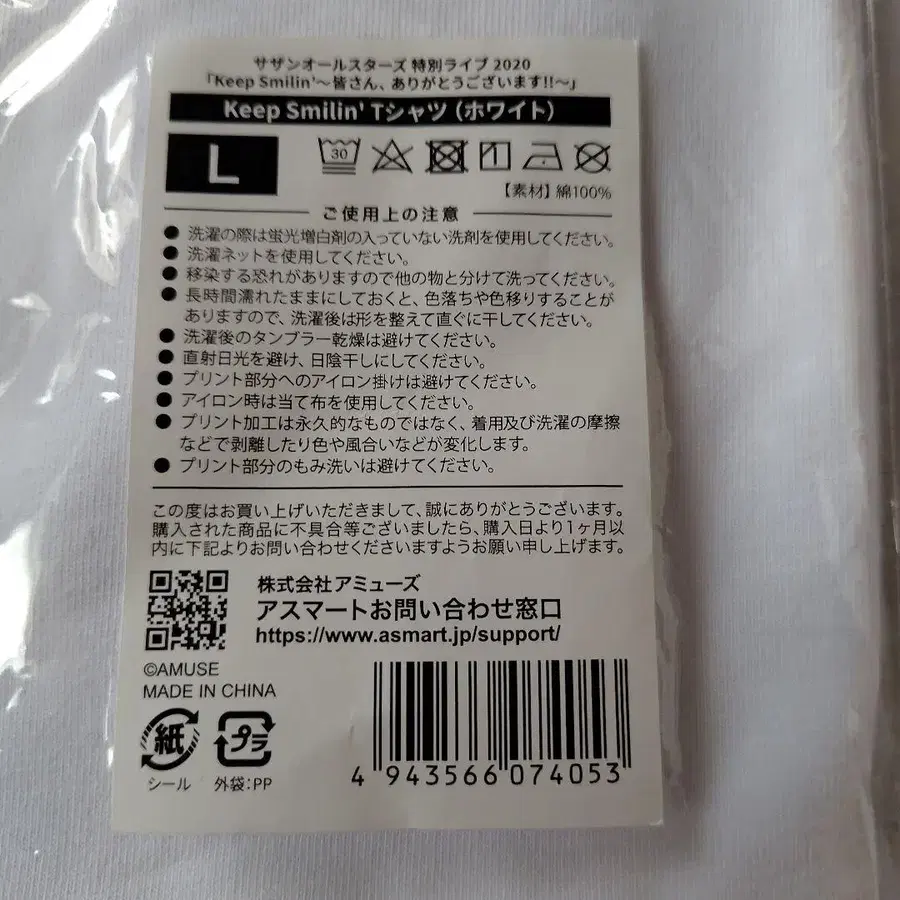 サザンオールスターズ 特別ライブ 2020
「Keep Smilin'～皆さん、ありがとうございます!!～」
Keep Smilin' Tシャツ（ホワイト）
L
30
【素材】綿100%
ご使用上の注意
● 洗濯の際は蛍光増白剤の入っていない洗剤を使用してください。
● 洗濯ネットを使用してください。
● 移染する恐れがありますので他の物と分けて洗ってください。
● 長時間濡れたままにしておくと、色落ちや色移りすることが
ありますので、洗濯後は形を整えて直ぐに干してください。
● 洗濯後のタンブラー乾燥は避けてください。
● 直射日光を避け、日陰干しにしてください。
● プリント部分へのアイロン掛けは避けてください。
● アイロン時は当て布を使用してください。
● プリント加工は永久的なものではなく、着用及び洗濯の摩擦
などで剥離したり色や風合いなどが変化します。
● プリント部分のもみ洗いは避けてください。
この度はお買い上げいただきまして、誠にありがとうございます。
購入された商品に不具合等ございましたら、購入日より1ヶ月以
内に下記よりお問い合わせくださいますようお願い申し上げます。
株式会社アミューズ
アスマートお問い合わせ窓口
https://www.asmart.jp/support/
©AMUSE
MADE IN CHINA
紙
プラ
シール
外袋:PP
4 943566 074053